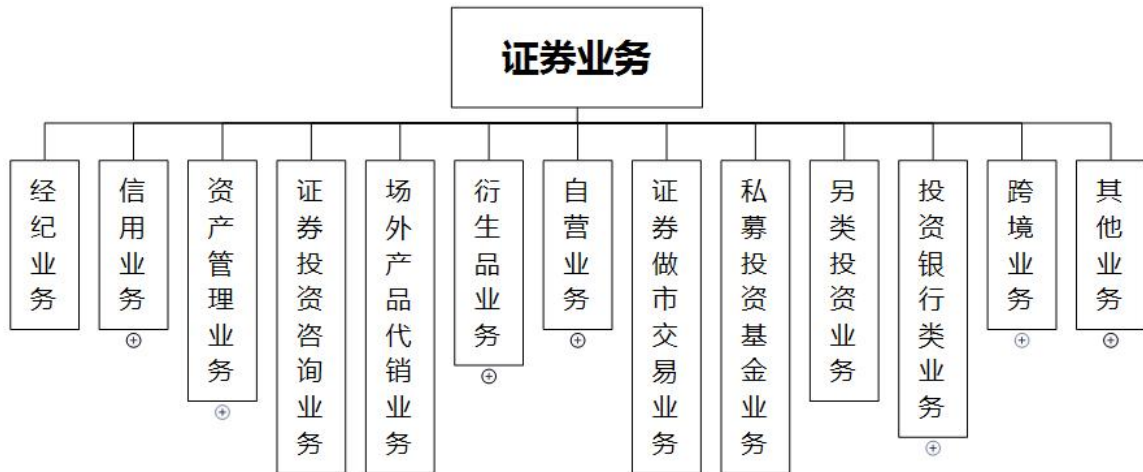 证券业务
经纪业务
信用业务
资产管理业务
证券投资咨询业务
场外产品代销业务
衍生品业务
自营业务
证券做市交易业务
私募投资基金业务
另类投资业务
投资银行类业务
跨境业务
其他业务